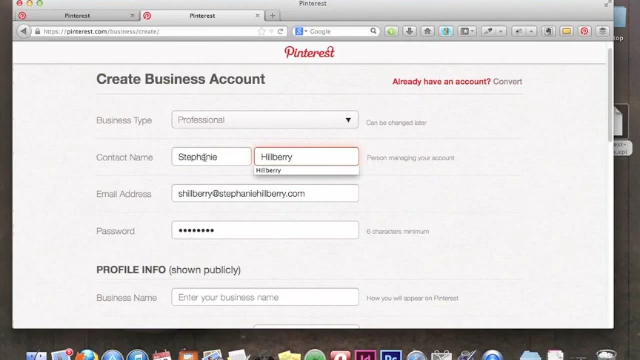 Pinterest
Pinterest
Pinterest
https://pinterest.com/business/create/
Google
Pinterest
Create Business Account
Already have an account? Convert
Business Type
Professional
Can be changed later
Contact Name
Stephanie
Hillberry
Person managing your account
Hillberry
Email Address
shillberry@stephaniehillberry.com
Password
6 characters minimum
PROFILE INFO (shown publicly)
Business Name
Enter your business name
How you will appear on Pinterest
Id
Ps